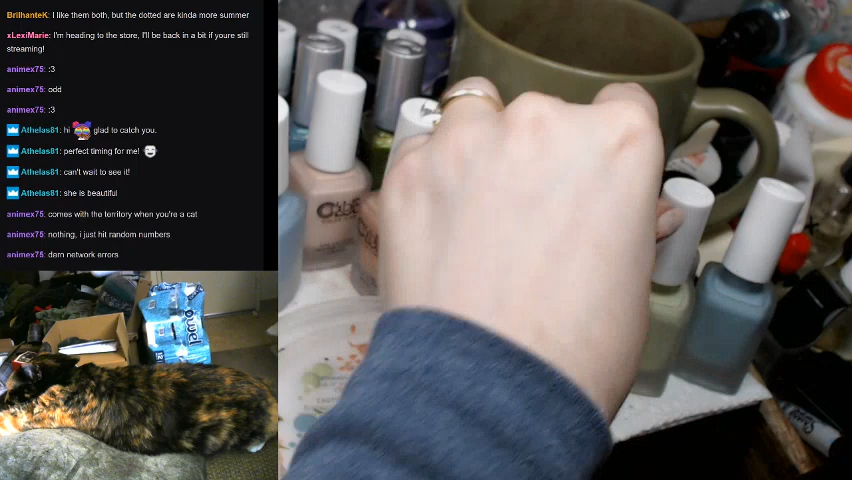 BrilhanteK: I like them both, but the dotted are kinda more summer
xLexiMarie: I'm heading to the store, I'll be back in a bit if youre still
streaming!
animex75: :3
animex75: odd
animex75: :3
Athelas81: hi glad to catch you.
Athelas81: perfect timing for me!
Athelas81: can't wait to see it!
Athelas81: she is beautiful
animex75: comes with the territory when you're a cat
animex75: nothing, i just hit random numbers
animex75: darn network errors